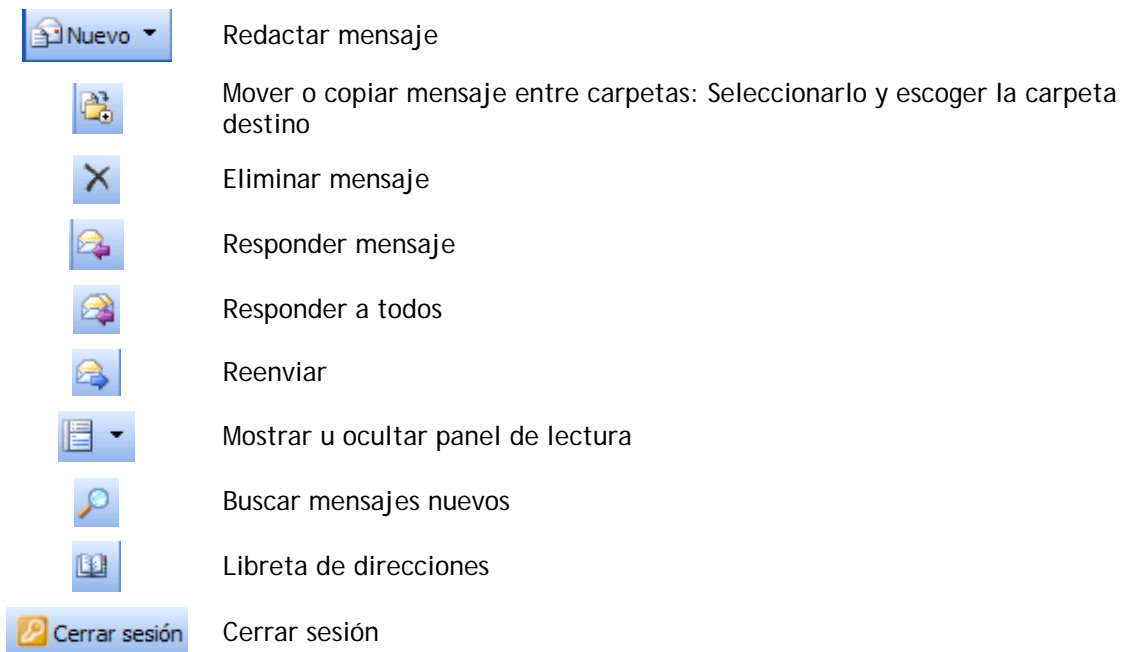 Nuevo Redactar mensaje
Mover o copiar mensaje entre carpetas: Seleccionarlo y escoger la carpeta
destino
Eliminar mensaje
Responder mensaje
Responder a todos
Reenviar
Mostrar u ocultar panel de lectura
Buscar mensajes nuevos
Libreta de direcciones
Cerrar sesión Cerrar sesión